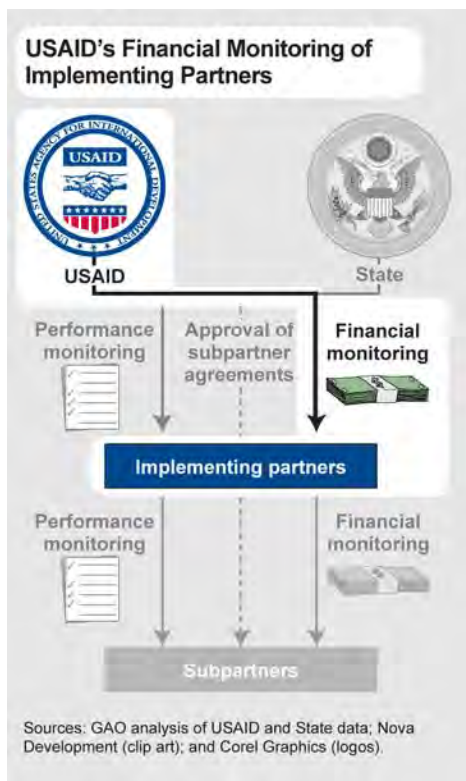 USAID's Financial Monitoring of
Implementing Partners
UNITED STATES AGENCY FOR INTERNATIONAL DEVELOPMENT
USAID
USAID
State
Performance
monitoring
Approval of
subpartner
agreements
Financial
monitoring
Implementing partners
Performance
monitoring
Financial
monitoring
Subpartners
Sources: GAO analysis of USAID and State data; Nova
Development (clip art); and Corel Graphics (logos).